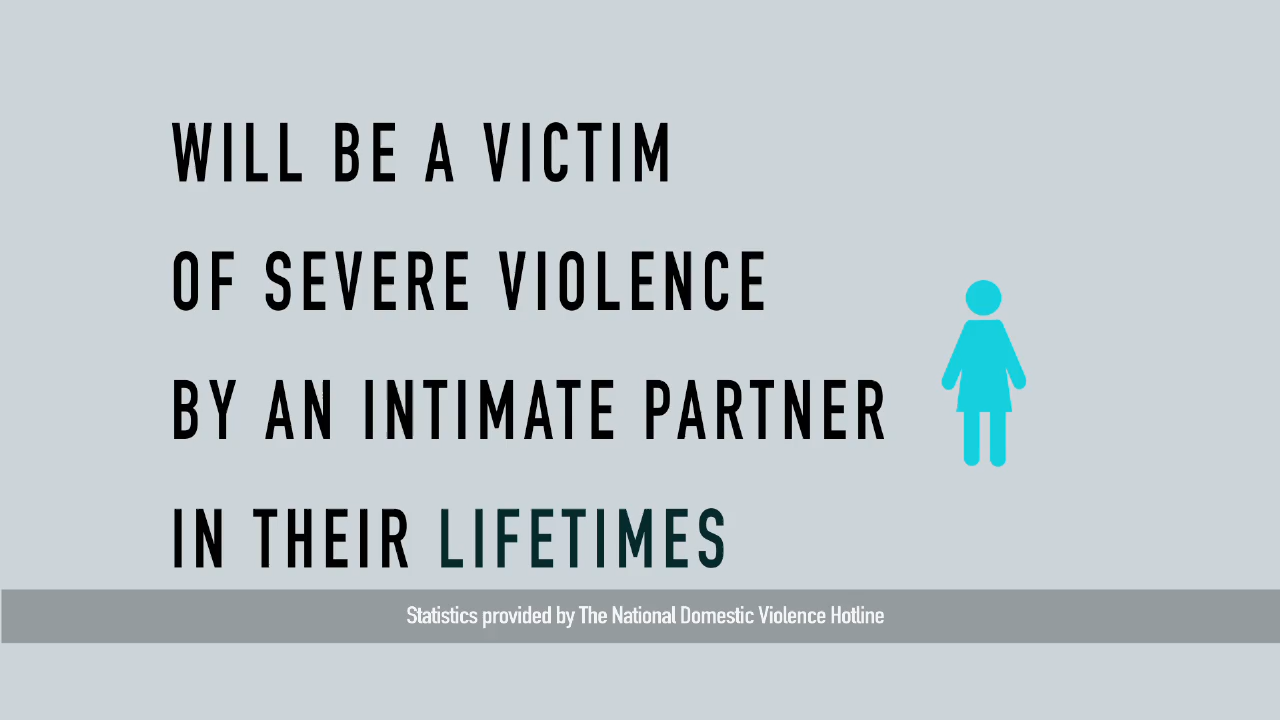 WILL BE A VICTIM
OF SEVERE VIOLENCE
BY AN INTIMATE PARTNER
IN THEIR LIFETIMES
Statistics provided by The National Domestic Violence Hotline